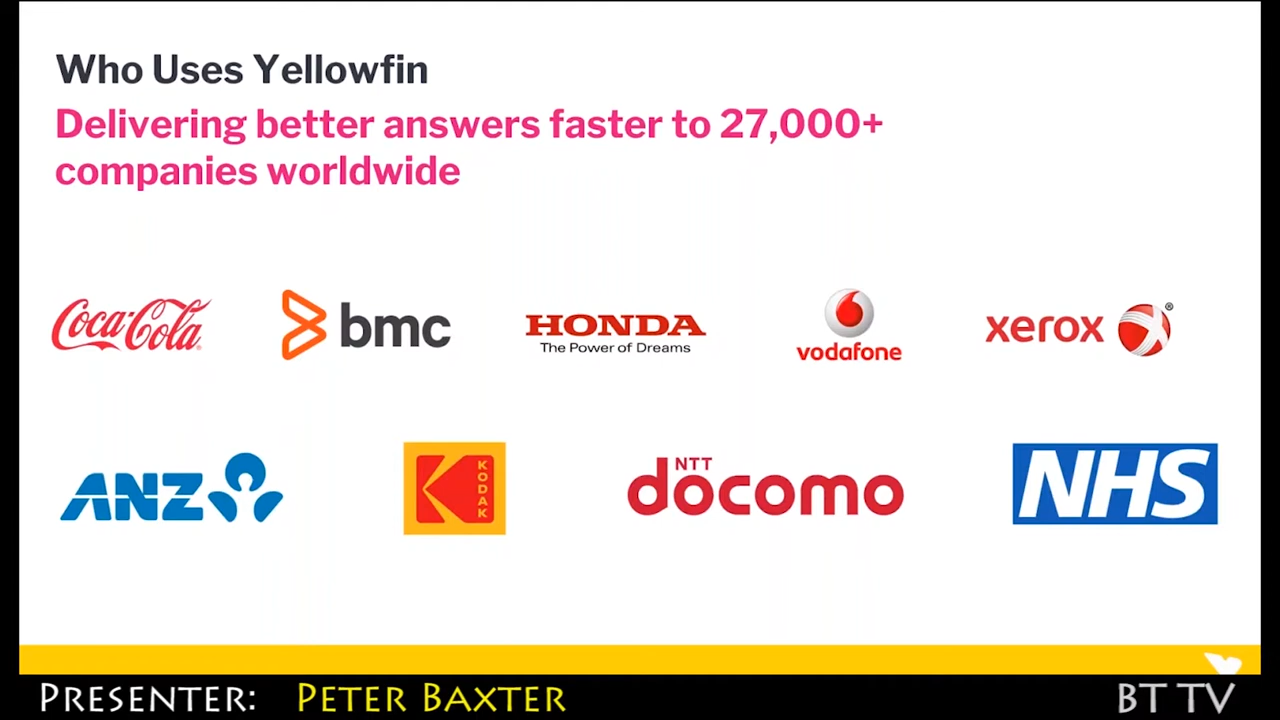 Who Uses Yellowfin
Delivering better answers faster to 27,000+
companies worldwide
Coca-Cola
bmc
HONDA
The Power of Dreams
vodafone
xerox ®
ANZ
KODAK
NTT
docomo
NHS
PRESENTER: PETER BAXTER
BT TV